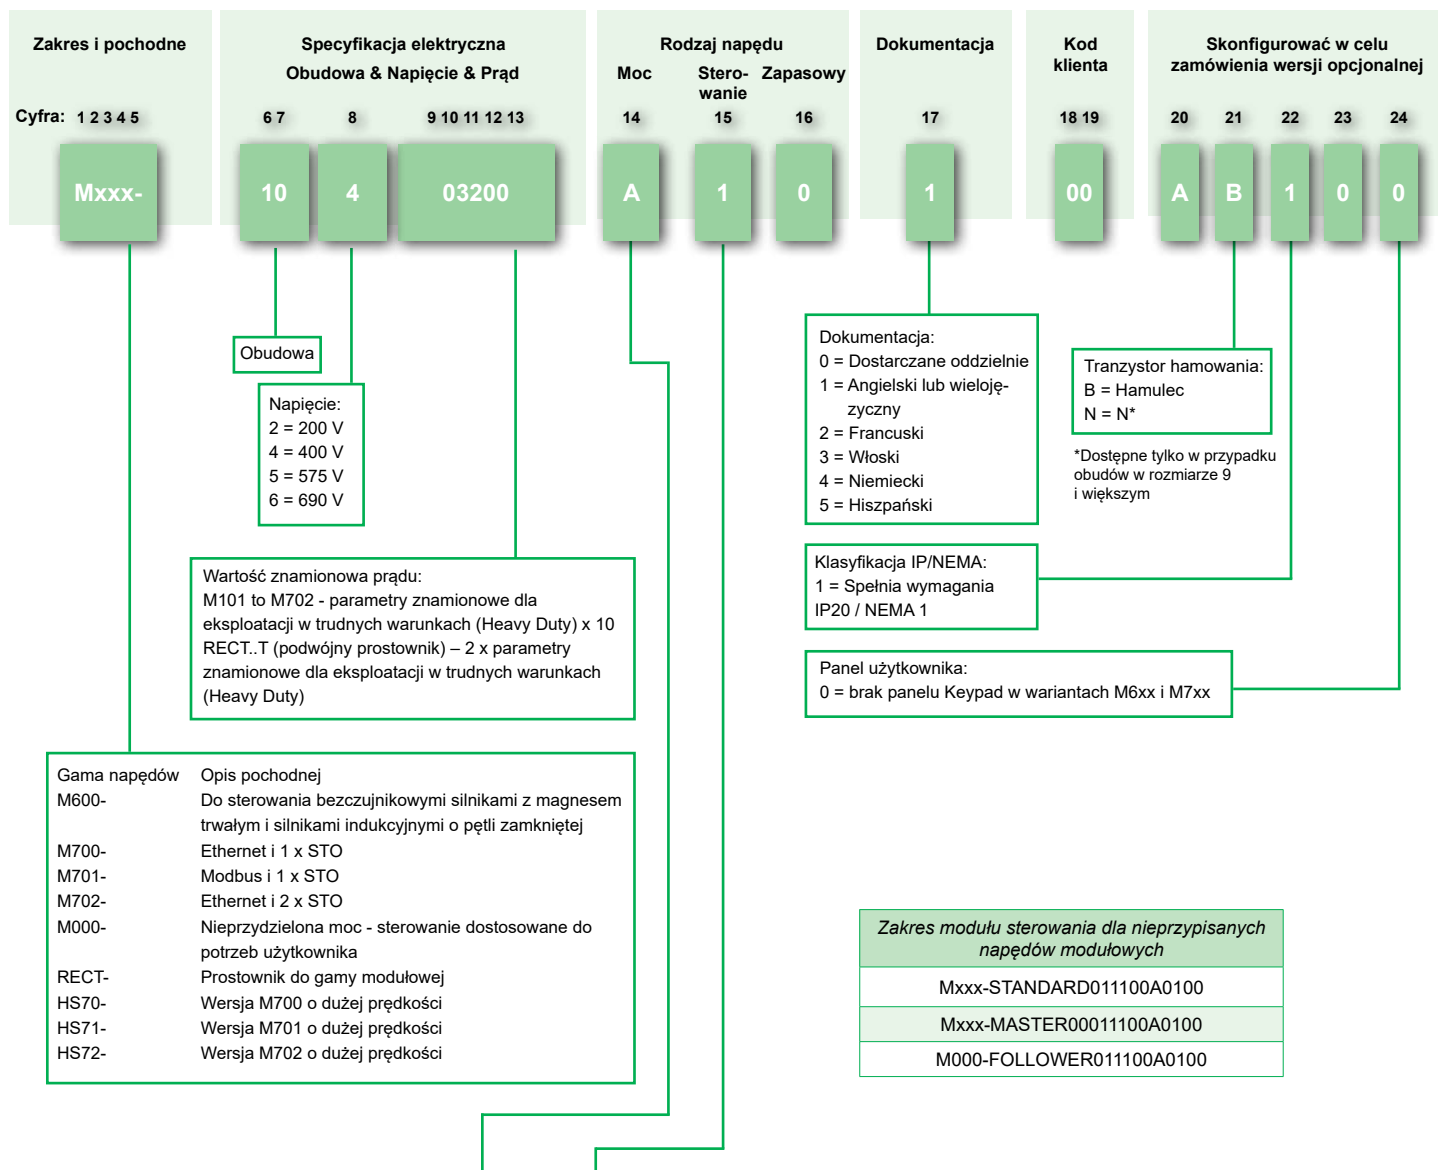 Zakres i pochodne
Specyfikacja elektryczna
Obudowa & Napięcie & Prąd
Rodzaj napędu
Moc
Stero-
wanie
Zapasowy
Dokumentacja
Kod
klienta
Skonfigurować w celu
zamówienia wersji opcjonalnej
Cyfra: 1 2 3 4 5 6 7 8 9 10 11 12 13 14 15 16 17 18 19 20 21 22 23 24
Mxxx- 10 4 03200 A 1 0 1 00 A B 1 0 0
Obudowa
Napięcie:
2 = 200 V
4 = 400 V
5 = 575 V
6 = 690 V
Dokumentacja:
0 = Dostarczane oddzielnie
1 = Angielski lub wieloję-
zyczny
2 = Francuski
3 = Włoski
4 = Niemiecki
5 = Hiszpański
Tranzystor hamowania:
B = Hamulec
N = N*
*Dostępne tylko w przypadku
obudów w rozmiarze 9
i większym
Wartość znamionowa prądu:
M101 to M702 - parametry znamionowe dla
eksploatacji w trudnych warunkach (Heavy Duty) x 10
RECT..T (podwójny prostownik) – 2 x parametry
znamionowe dla eksploatacji w trudnych warunkach
(Heavy Duty)
Klasyfikacja IP/NEMA:
1 = Spełnia wymagania
IP20 / NEMA 1
Panel użytkownika:
0 = brak panelu Keypad w wariantach M6xx i M7xx
Gama napędów Opis pochodnej
M600- Do sterowania bezczujnikowymi silnikami z magnesem
trwałym i silnikami indukcyjnymi o pętli zamkniętej
M700- Ethernet i 1 x STO
M701- Modbus i 1 x STO
M702- Ethernet i 2 x STO
M000- Nieprzydzielona moc - sterowanie dostosowane do
potrzeb użytkownika
RECT- Prostownik do gamy modułowej
HS70- Wersja M700 o dużej prędkości
HS71- Wersja M701 o dużej prędkości
HS72- Wersja M702 o dużej prędkości
Zakres modułu sterowania dla nieprzypisanych
napędów modułowych
Mxxx-STANDARD011100A0100
Mxxx-MASTER00011100A0100
M000-FOLLOWER011100A0100